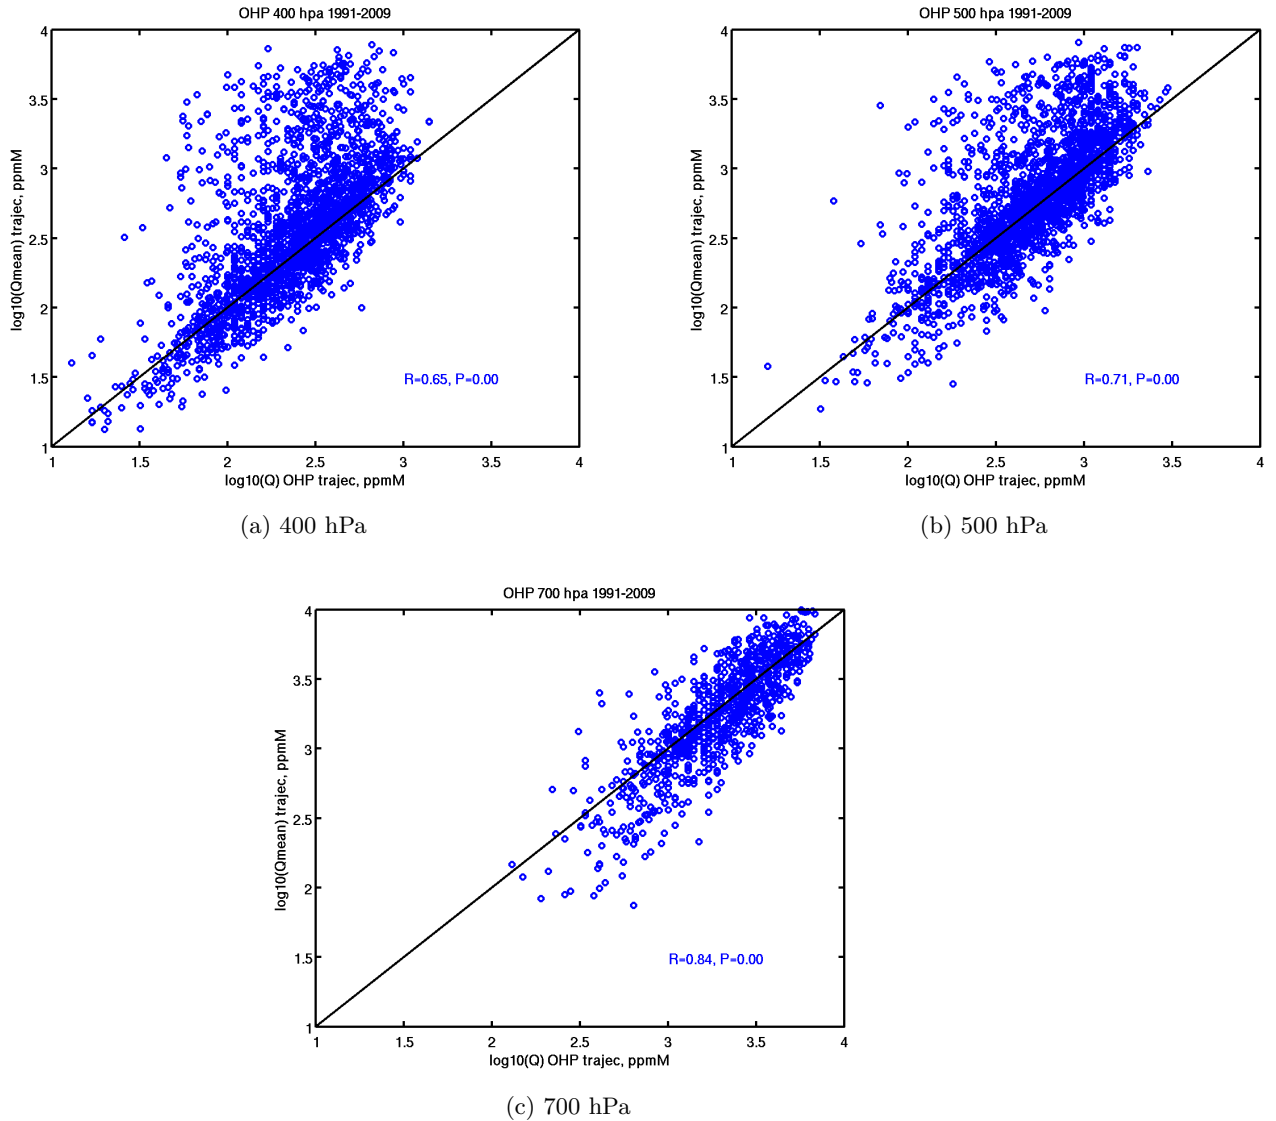 OHP 400 hpa 1991-2009
4
3.5
3
2.5
2
1.5
1
log10(Qmean) trajec, ppmM
R=0.65, P=0.00
1 1.5 2 2.5 3 3.5 4
log10(Q) OHP trajec, ppmM
(a) 400 hPa
OHP 500 hpa 1991-2009
4
3.5
3
2.5
2
1.5
1
log10(Qmean) trajec, ppmM
R=0.71, P=0.00
1 1.5 2 2.5 3 3.5 4
log10(Q) OHP trajec, ppmM
(b) 500 hPa
OHP 700 hpa 1991-2009
4
3.5
3
2.5
2
1.5
1
log10(Qmean) trajec, ppmM
R=0.84, P=0.00
1 1.5 2 2.5 3 3.5 4
log10(Q) OHP trajec, ppmM
(c) 700 hPa